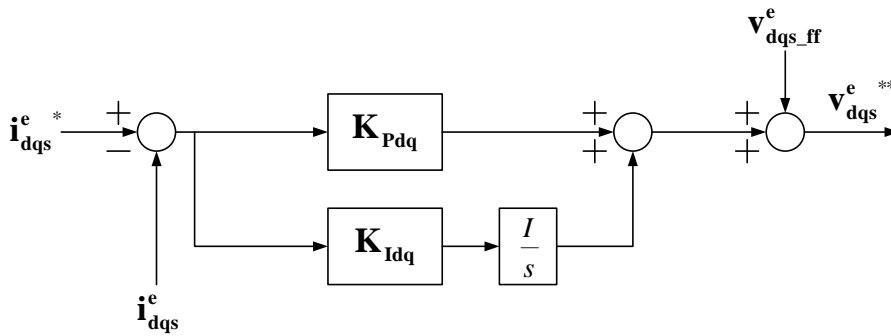 v^e_dqs_ff
i^e_dqs^*
+
−
K_Pdq
+
+
+
+
v^e_dqs^**
K_Idq
I/s
i^e_dqs